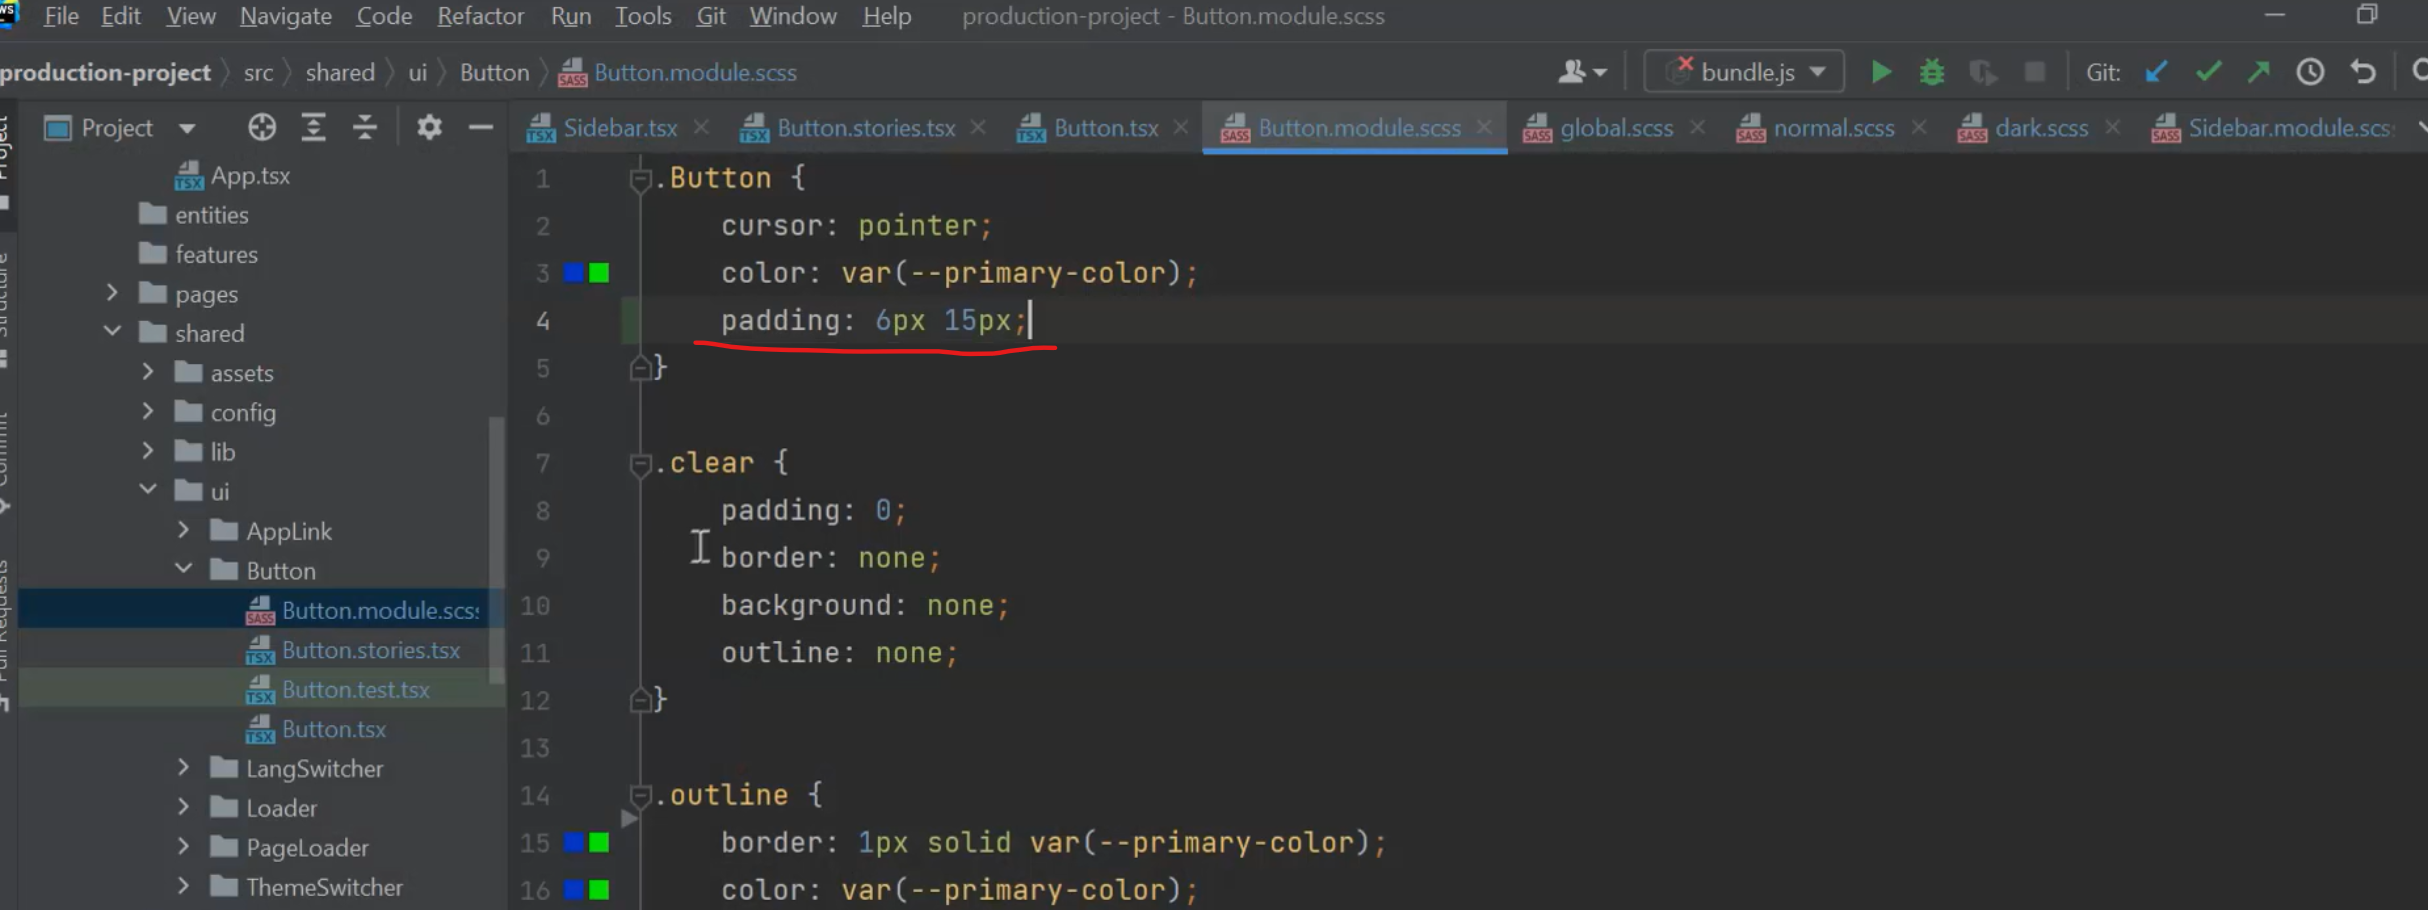 File Edit View Navigate Code Refactor Run Tools Git Window Help production-project - Button.module.scss
production-project src shared ui Button Button.module.scss bundle.js Git:
Project Sidebar.tsx Button.stories.tsx Button.tsx Button.module.scss global.scss normal.scss dark.scss Sidebar.module.scs
App.tsx
entities
features
pages
shared
assets
config
lib
ui
AppLink
Button
Button.module.scs
Button.stories.tsx
Button.test.tsx
Button.tsx
LangSwitcher
Loader
PageLoader
ThemeSwitcher
Project
Structure
Commit
Pull Requests
1 .Button {
2 cursor: pointer;
3 color: var(--primary-color);
4 padding: 6px 15px;
5 }
6
7 .clear {
8 padding: 0;
9 border: none;
10 background: none;
11 outline: none;
12 }
13
14 .outline {
15 border: 1px solid var(--primary-color);
16 color: var(--primary-color);